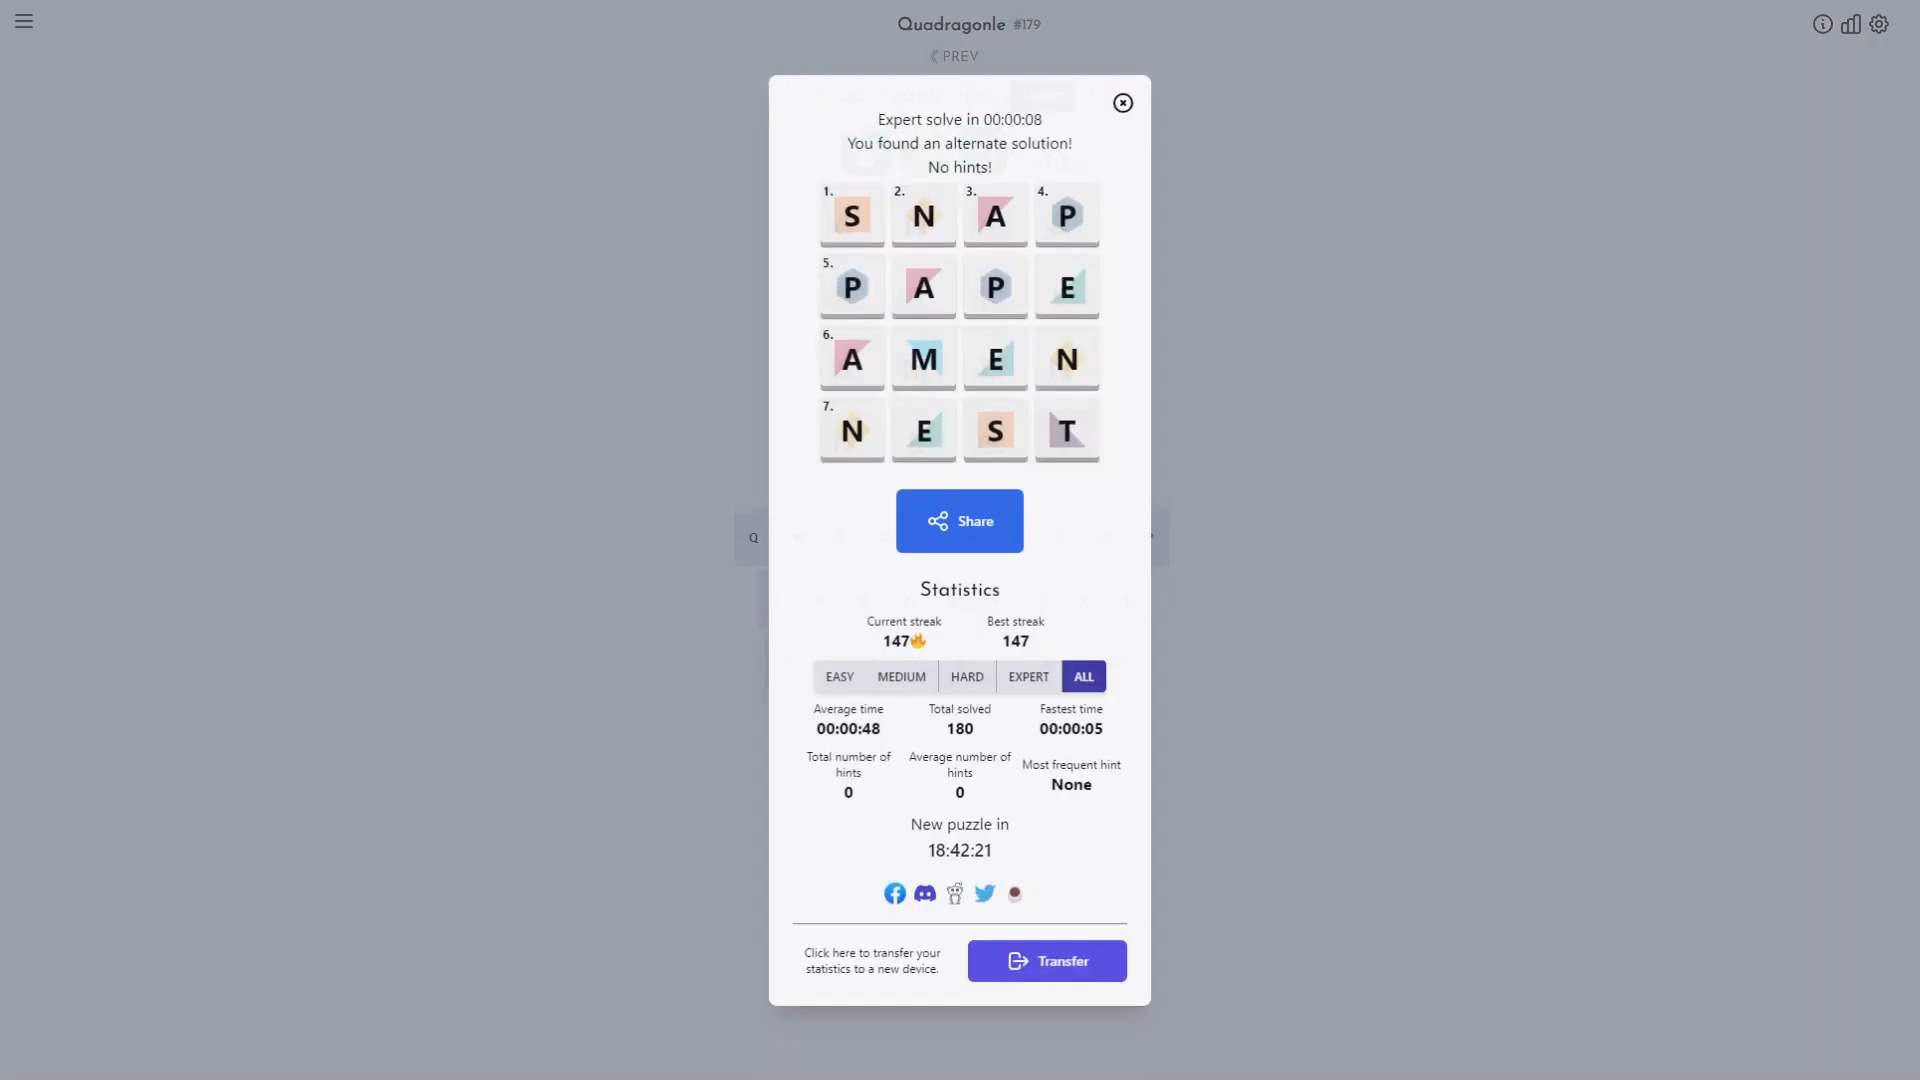 Quadragonle #179
《 PREV
Expert solve in 00:00:08
You found an alternate solution!
No hints!
1. S 2. N 3. A 4. P
5. P A P E
6. A M E N
7. N E S T
Q
P
Share
Statistics
Current streak Best streak
147🔥 147
EASY MEDIUM HARD EXPERT ALL
Average time Total solved Fastest time
00:00:48 180 00:00:05
Total number of hints Average number of hints Most frequent hint
0 0 None
New puzzle in
18:42:21
Click here to transfer your
statistics to a new device.
Transfer